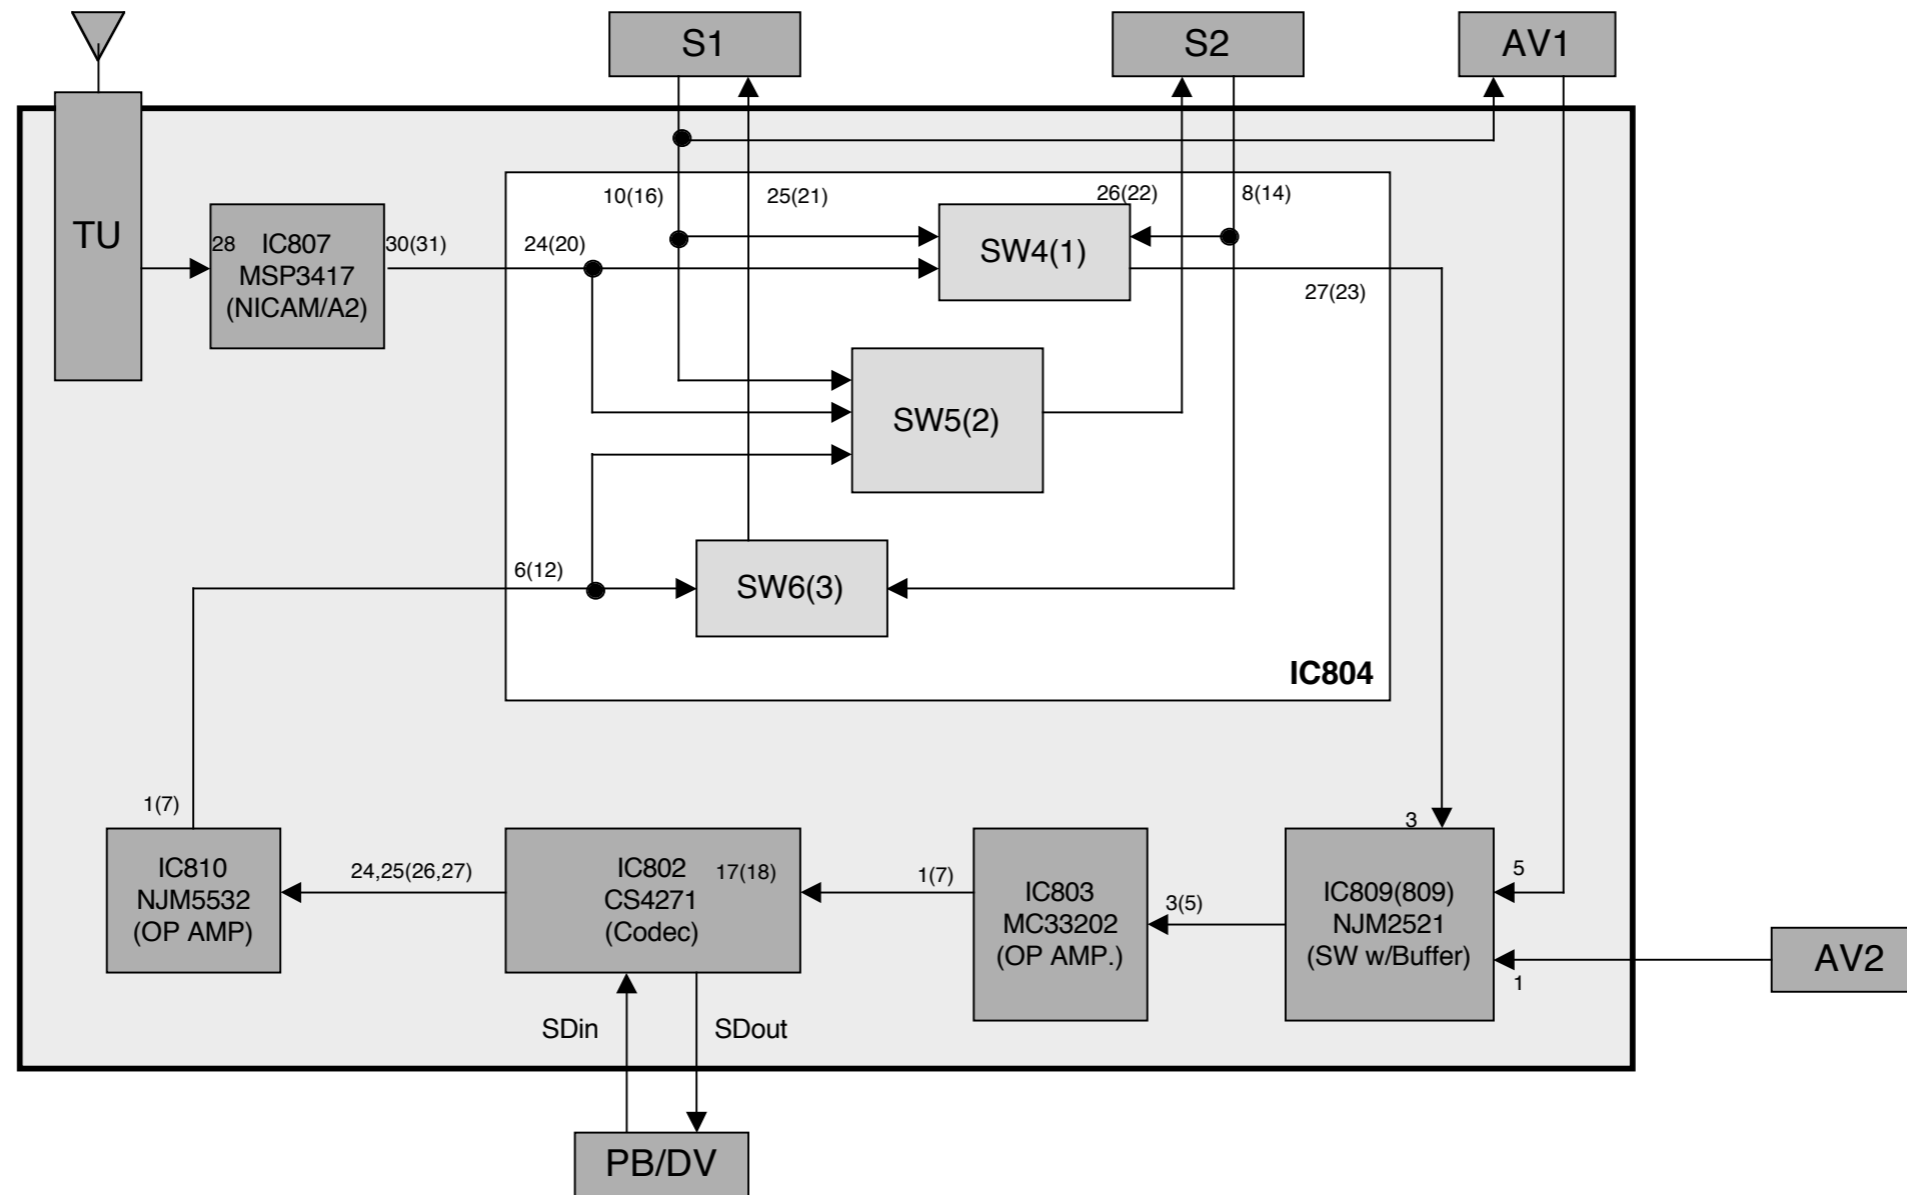 S1
S2
AV1
TU
10(16)
25(21)
26(22)
8(14)
28
IC807
MSP3417
(NICAM/A2)
30(31)
24(20)
SW4(1)
27(23)
SW5(2)
6(12)
SW6(3)
IC804
1(7)
3
IC810
NJM5532
(OP AMP)
24,25(26,27)
IC802
CS4271
(Codec)
17(18)
1(7)
IC803
MC33202
(OP AMP.)
3(5)
IC809(809)
NJM2521
(SW w/Buffer)
5
1
AV2
SDin
SDout
PB/DV